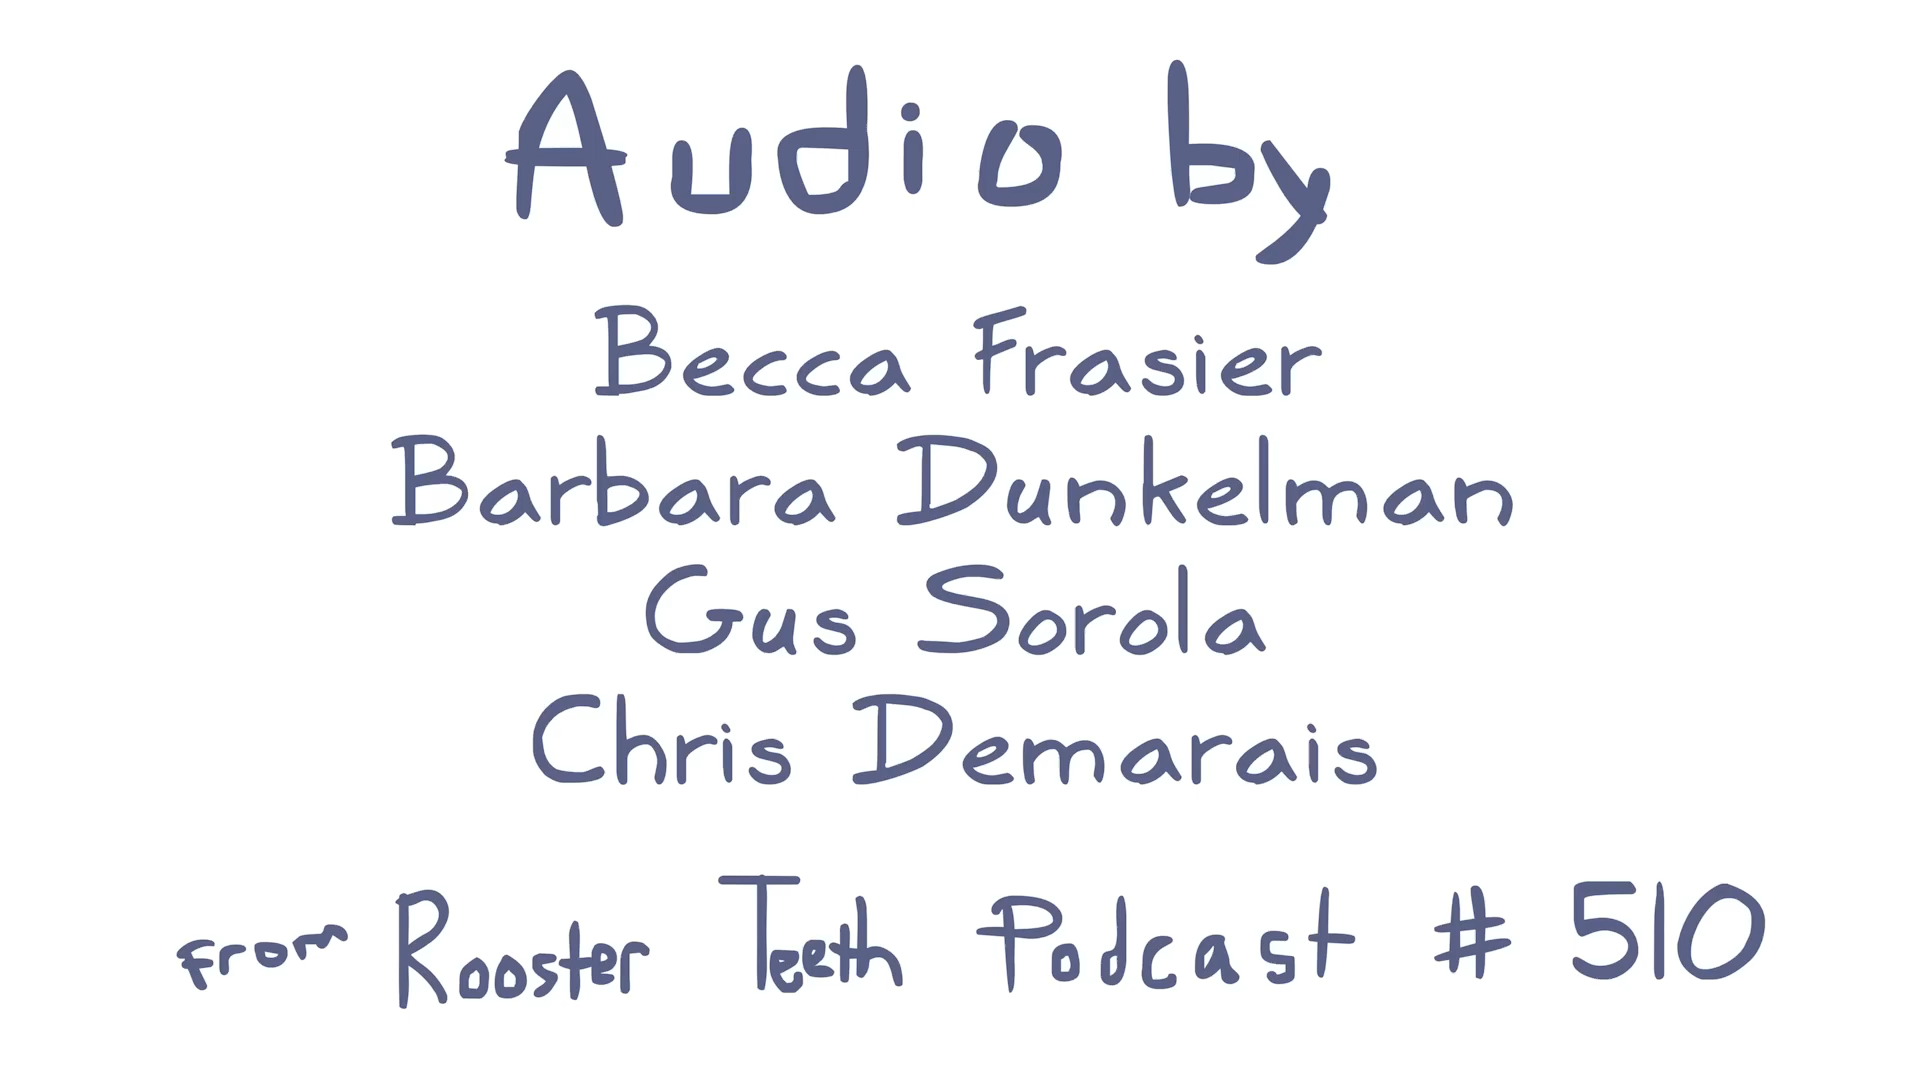 Audio by
Becca Frasier
Barbara Dunkelman
Gus Sorola
Chris Demarais
from Rooster Teeth Podcast # 510